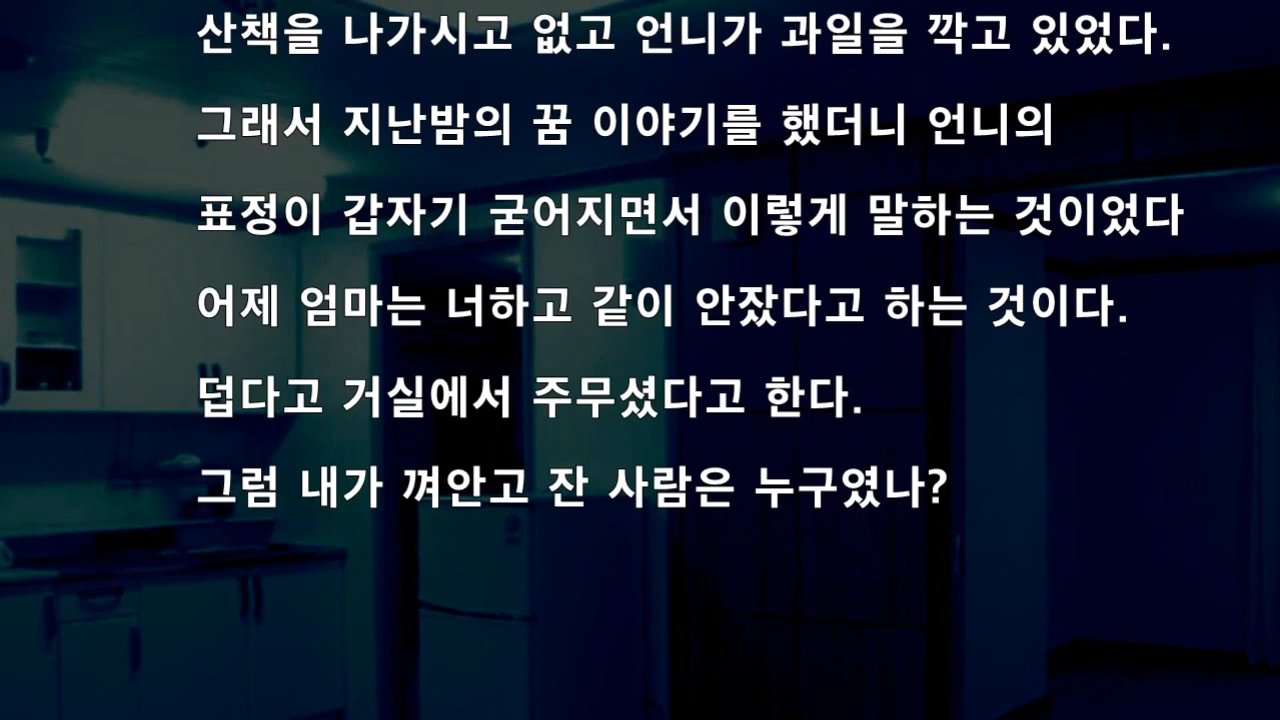 산책을 나가시고 없고 언니가 과일을 깍고 있었다.
그래서 지난밤의 꿈 이야기를 했더니 언니의
표정이 갑자기 굳어지면서 이렇게 말하는 것이었다
어제 엄마는 너하고 같이 안잤다고 하는 것이다.
덥다고 거실에서 주무셨다고 한다.
그럼 내가 껴안고 잔 사람은 누구였나?